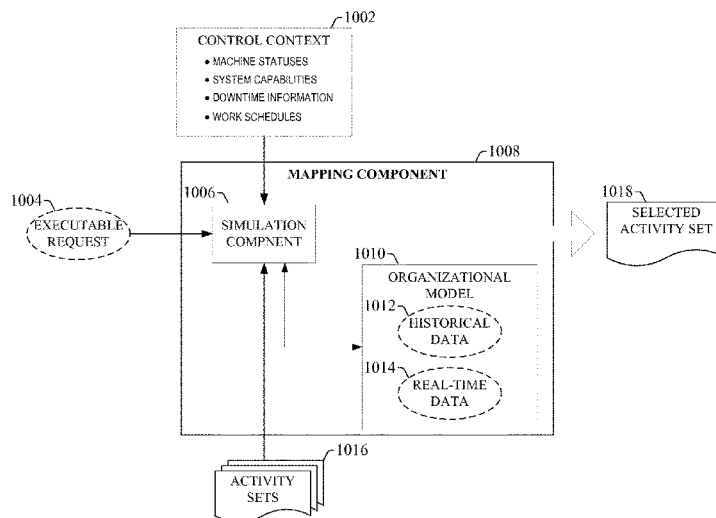 1002
CONTROL CONTEXT
• MACHINE STATUSES
• SYSTEM CAPABILITIES
• DOWNTIME INFORMATION
• WORK SCHEDULES
1008
MAPPING COMPONENT
1004
EXECUTABLE
REQUEST
1006
SIMULATION
COMPNENT
1018
SELECTED
ACTIVITY SET
1010
ORGANIZATIONAL
MODEL
1012
HISTORICAL
DATA
1014
REAL-TIME
DATA
1016
ACTIVITY
SETS